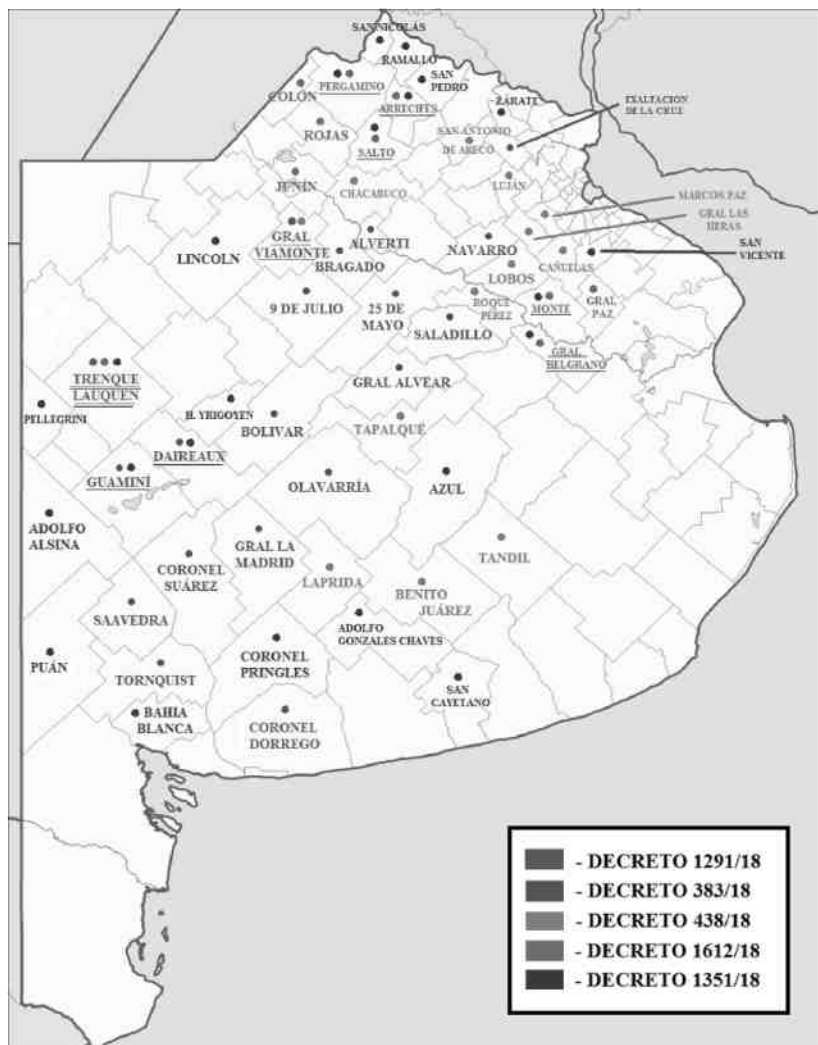 SAN NICOLÁS
RAMALLO
SAN
PEDRO
PERGAMINO
COLÓN
ARRECIFES
ZÁRATE
EXALTACIÓN
DE LA CRUZ
ROJAS
SALTO
SAN ANTONIO
DE ARECO
JUNÍN
CHACABUCO
LUJÁN
MARCOS PAZ
GRAL LAS
HERAS
GRAL
VIAMONTE
ALVERTI
LINCOLN
BRAGADO
NAVARRO
SAN
VICENTE
LOBOS
CAÑUELAS
9 DE JULIO
25 DE
MAYO
ROQUE
PÉREZ
MONTE
GRAL
PAZ
SALADILLO
GRAL
BELGRANO
TRENQUE
LAUQUEN
GRAL ALVEAR
PELLEGRINI
H. YRIGOYEN
BOLIVAR
TAPALQUÉ
DAIREAUX
GUAMINÍ
OLAVARRÍA
AZUL
ADOLFO
ALSINA
GRAL LA
MADRID
TANDIL
CORONEL
SUÁREZ
LAPRIDA
BENITO
JUÁREZ
SAAVEDRA
ADOLFO
GONZALES CHAVES
PUÁN
CORONEL
PRINGLES
TORNQUIST
SAN
CAYETANO
BAHIA
BLANCA
CORONEL
DORREGO
- DECRETO 1291/18
- DECRETO 383/18
- DECRETO 438/18
- DECRETO 1612/18
- DECRETO 1351/18